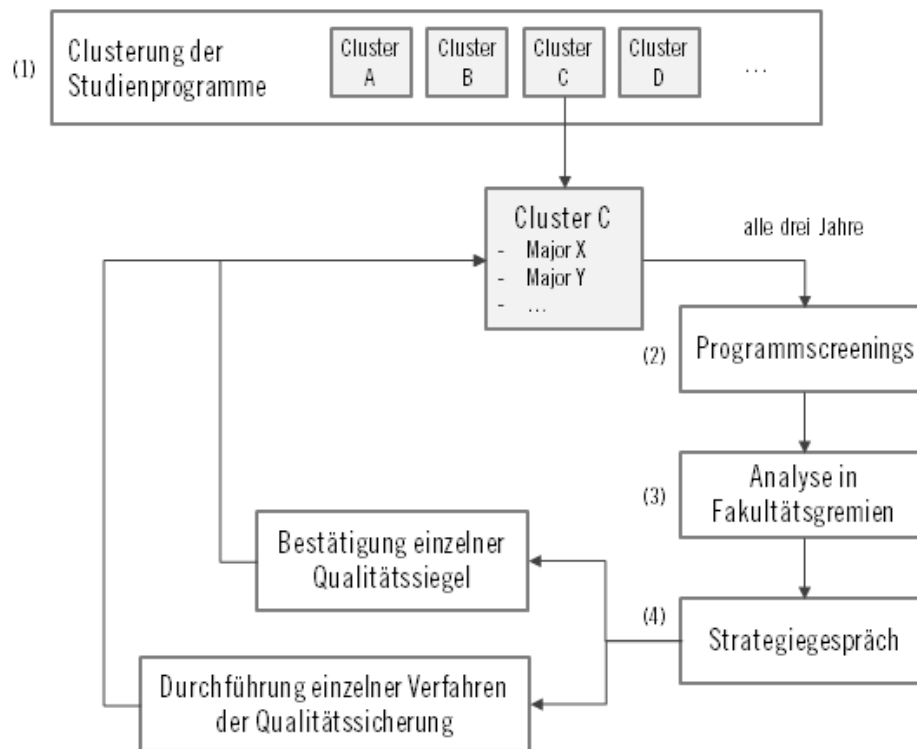 (1)
Clusterung der
Studienprogramme
Cluster
A
Cluster
B
Cluster
C
Cluster
D
...
Cluster C
- Major X
- Major Y
- ...
alle drei Jahre
(2)
Programmscreenings
(3)
Analyse in
Fakultätsgremien
(4)
Strategiegespräch
Bestätigung einzelner
Qualitätssiegel
Durchführung einzelner Verfahren
der Qualitätssicherung